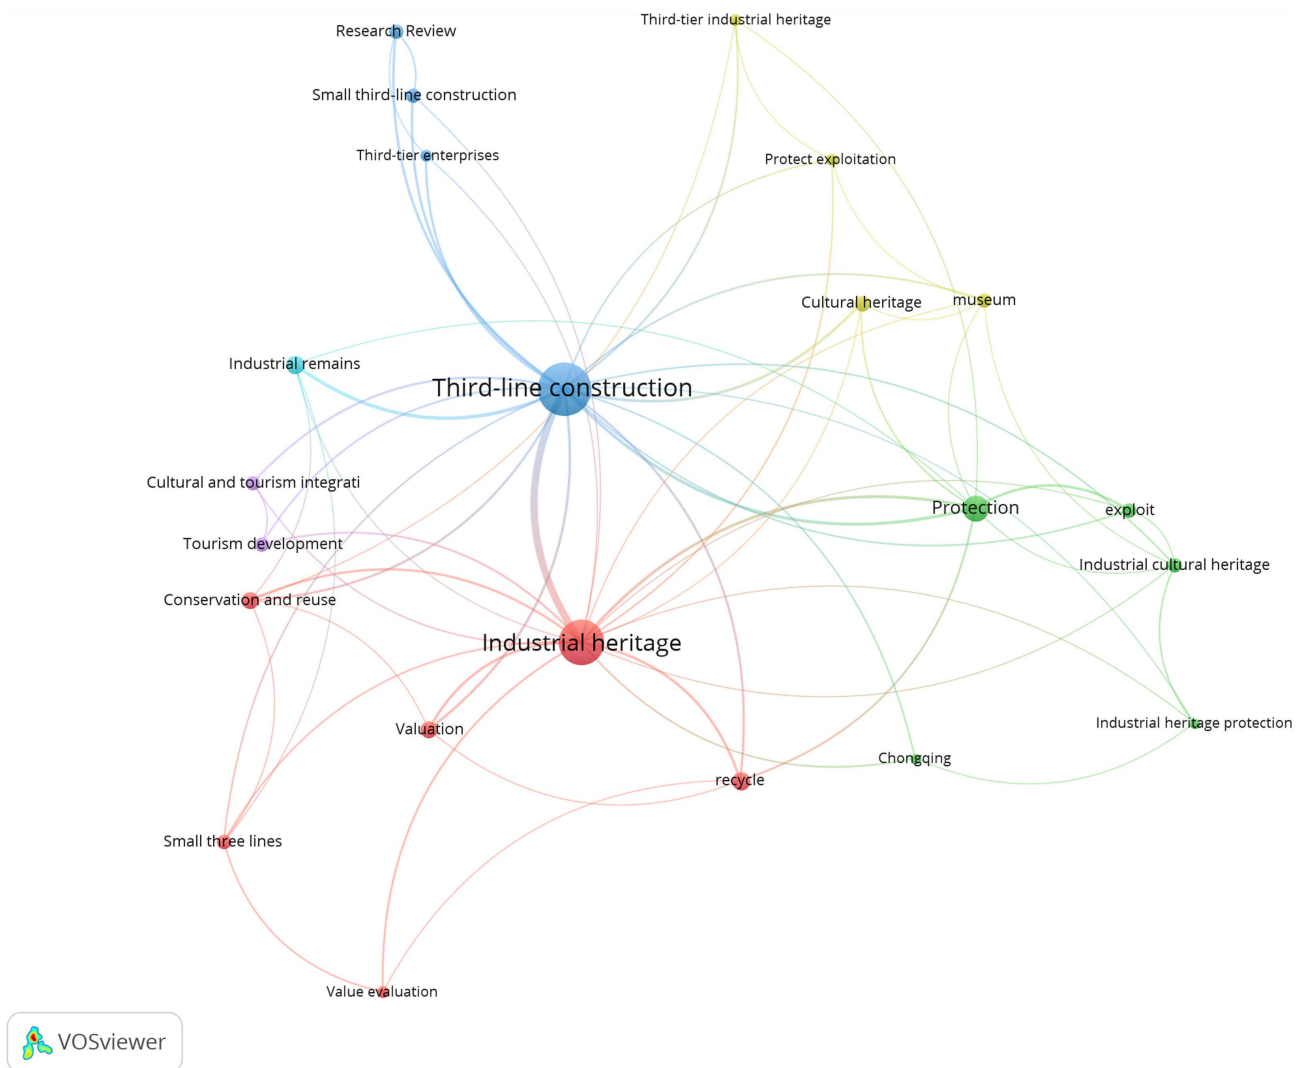 Third-tier industrial heritage
Research Review
Small third-line construction
Third-tier enterprises
Protect exploitation
Cultural heritage
museum
Industrial remains
Third-line construction
Cultural and tourism integrati
Protection
exploit
Tourism development
Industrial cultural heritage
Conservation and reuse
Industrial heritage
Industrial heritage protection
Valuation
Chongqing
recycle
Small three lines
Value evaluation
VOSviewer